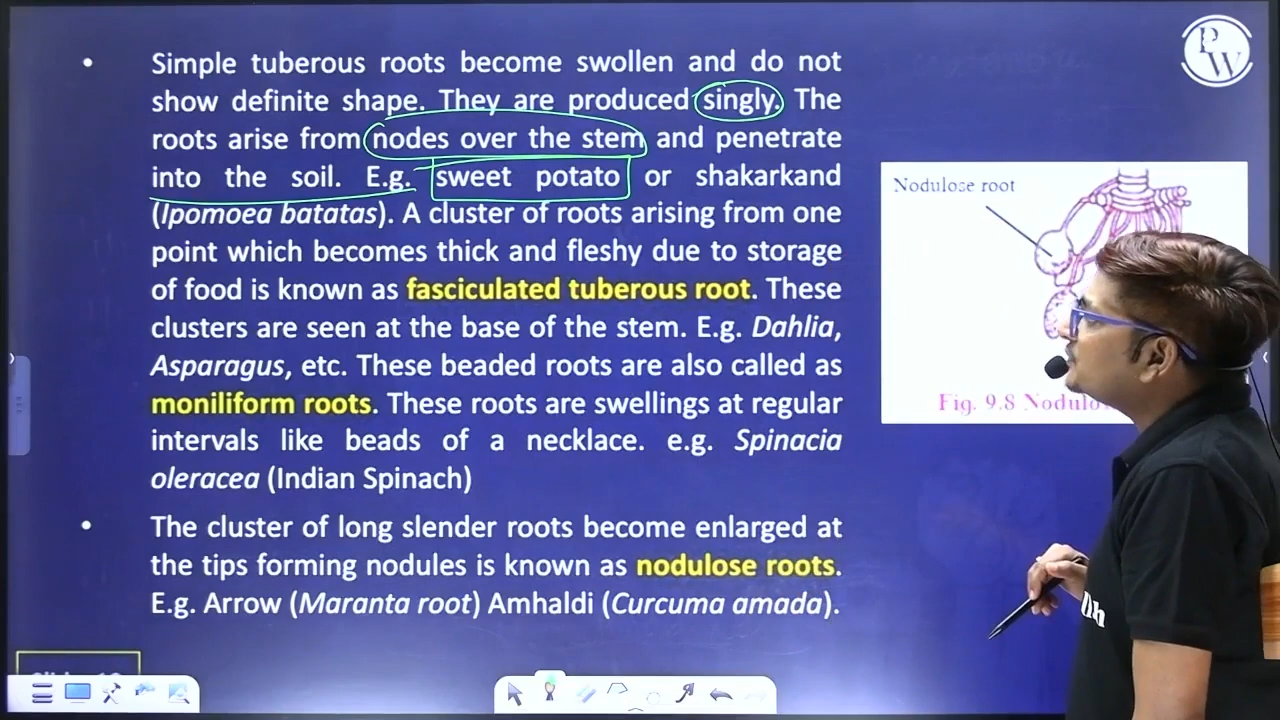 PW
Simple tuberous roots become swollen and do not
show definite shape. They are produced singly. The
roots arise from nodes over the stem and penetrate
into the soil. E.g. sweet potato or shakarkand
(Ipomoea batatas). A cluster of roots arising from one
point which becomes thick and fleshy due to storage
of food is known as fasciculated tuberous root. These
clusters are seen at the base of the stem. E.g. Dahlia,
Asparagus, etc. These beaded roots are also called as
moniliform roots. These roots are swellings at regular
intervals like beads of a necklace. e.g. Spinacia
oleracea (Indian Spinach)
The cluster of long slender roots become enlarged at
the tips forming nodules is known as nodulose roots.
E.g. Arrow (Maranta root) Amhaldi (Curcuma amada).
Nodulose root
Fig. 9.8